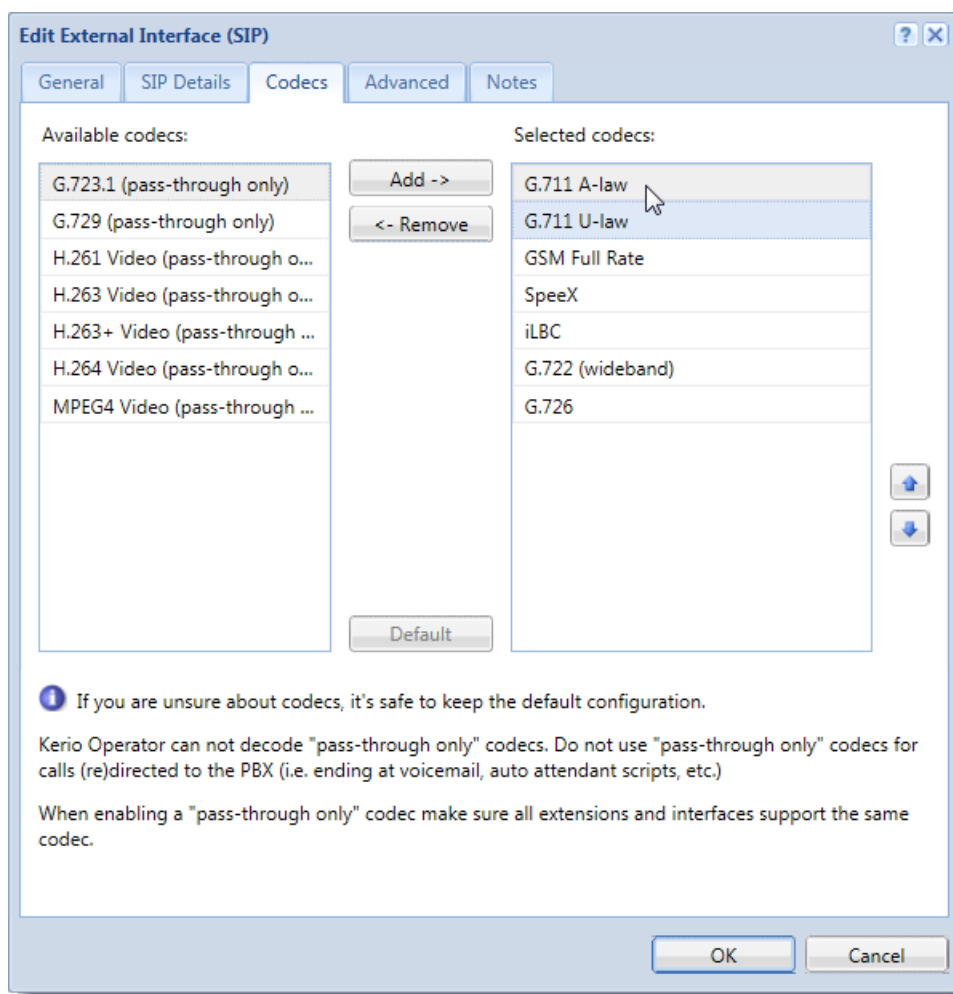 Edit External Interface (SIP)
General
SIP Details
Codecs
Advanced
Notes
Available codecs:
G.723.1 (pass-through only)
G.729 (pass-through only)
H.261 Video (pass-through o...
H.263 Video (pass-through o...
H.263+ Video (pass-through ...
H.264 Video (pass-through o...
MPEG4 Video (pass-through ...
Add ->
<- Remove
Default
Selected codecs:
G.711 A-law
G.711 U-law
GSM Full Rate
SpeeX
iLBC
G.722 (wideband)
G.726
If you are unsure about codecs, it's safe to keep the default configuration.
Kerio Operator can not decode "pass-through only" codecs. Do not use "pass-through only" codecs for
calls (re)directed to the PBX (i.e. ending at voicemail, auto attendant scripts, etc.)
When enabling a "pass-through only" codec make sure all extensions and interfaces support the same
codec.
OK
Cancel